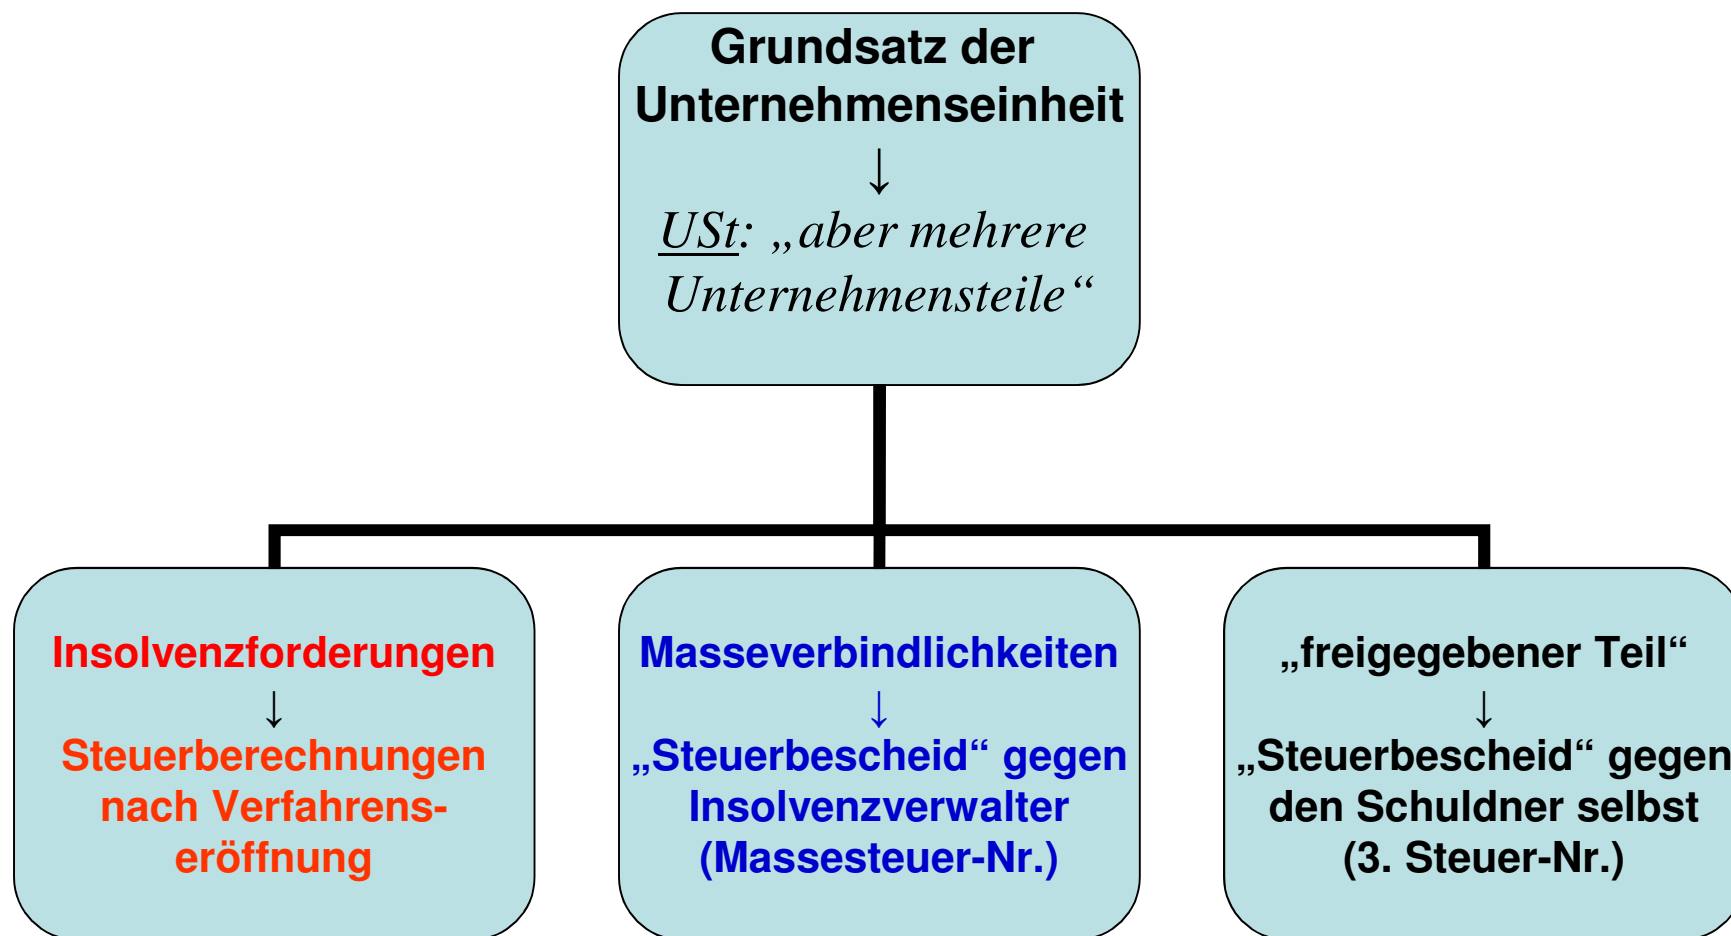 Grundsatz der
Unternehmenseinheit
↓
USt: „aber mehrere
Unternehmensteile“
Insolvenzforderungen
↓
Steuerberechnungen
nach Verfahrens-
eröffnung
Masseverbindlichkeiten
↓
„Steuerbescheid“ gegen
Insolvenzverwalter
(Massesteuer-Nr.)
„freigegebener Teil“
↓
„Steuerbescheid“ gegen
den Schuldner selbst
(3. Steuer-Nr.)